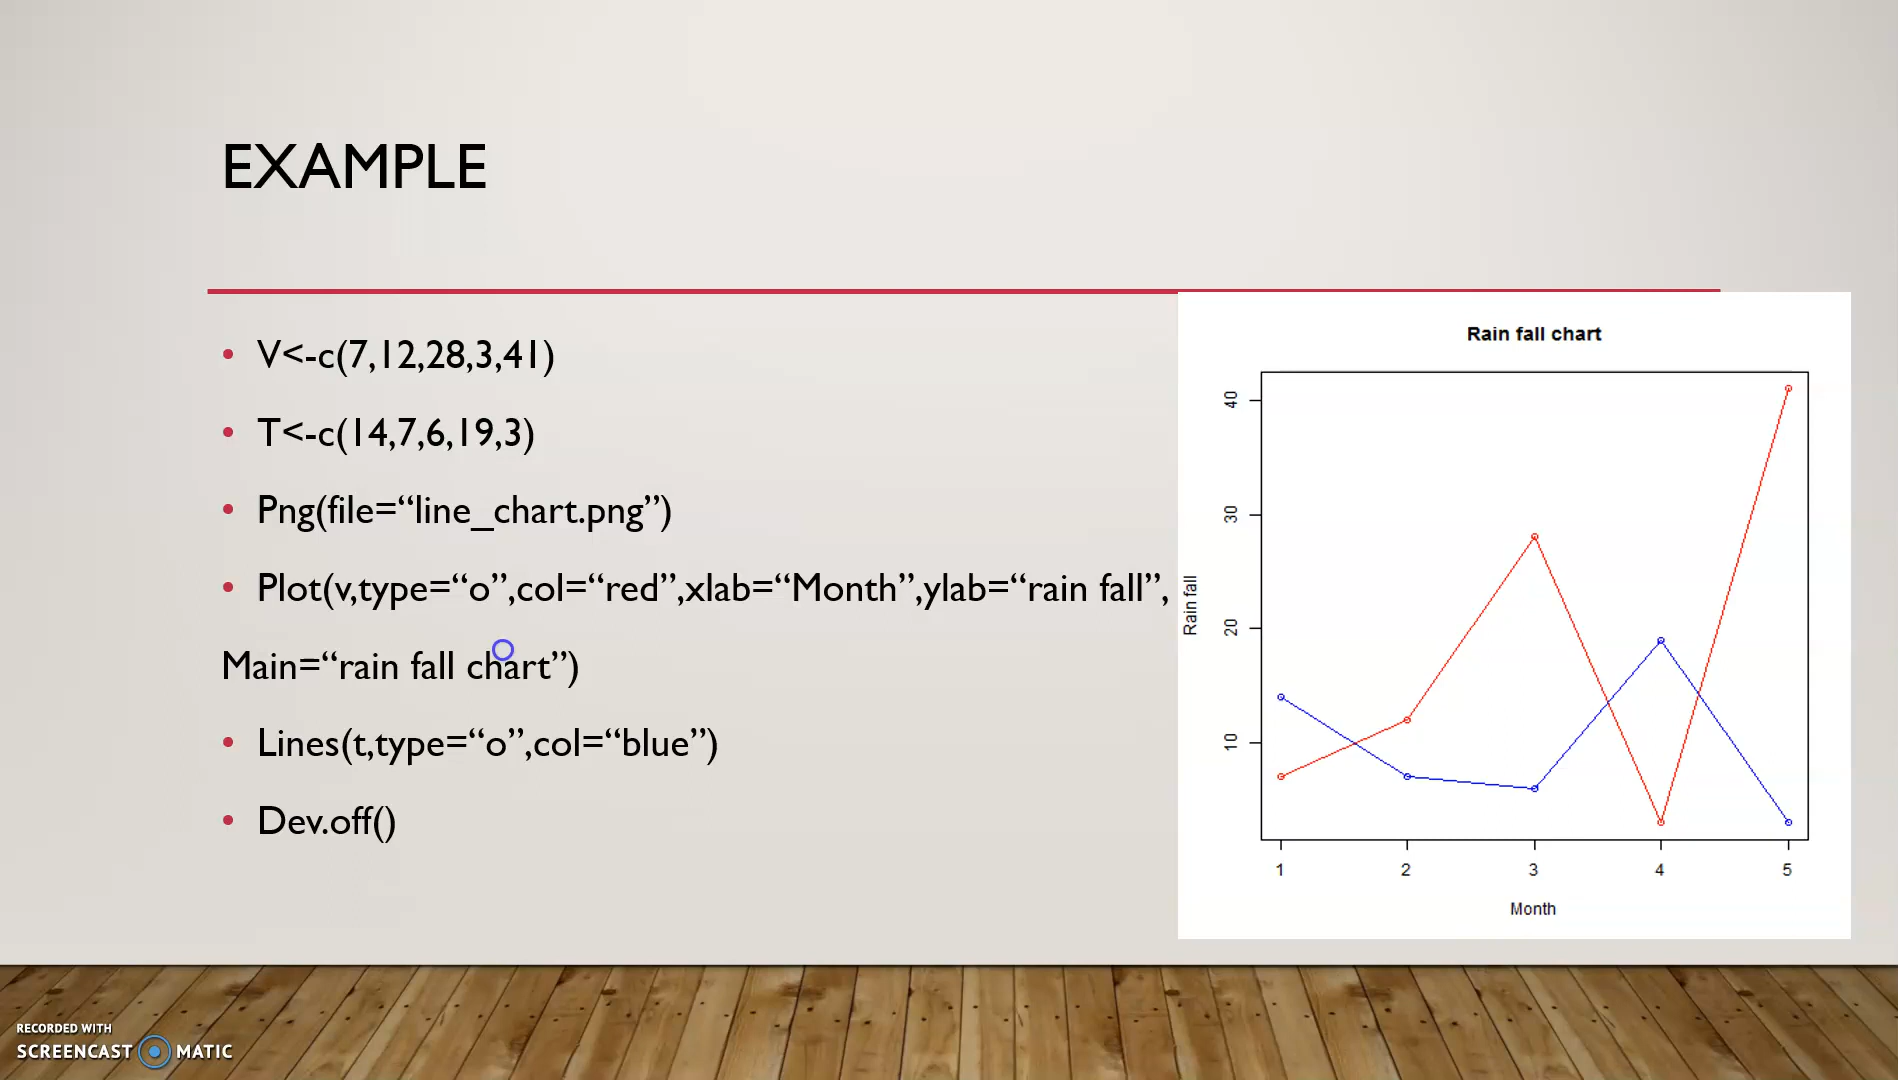 EXAMPLE
• V<-c(7,12,28,3,41)
• T<-c(14,7,6,19,3)
• Png(file=“line_chart.png”)
• Plot(v,type=“o”,col=“red”,xlab=“Month”,ylab=“rain fall”,
Main=“rain fall chart”)
• Lines(t,type=“o”,col=“blue”)
• Dev.off()
Rain fall chart
Rain fall
40
30
20
10
1 2 3 4 5
Month
RECORDED WITH
SCREENCAST MATIC